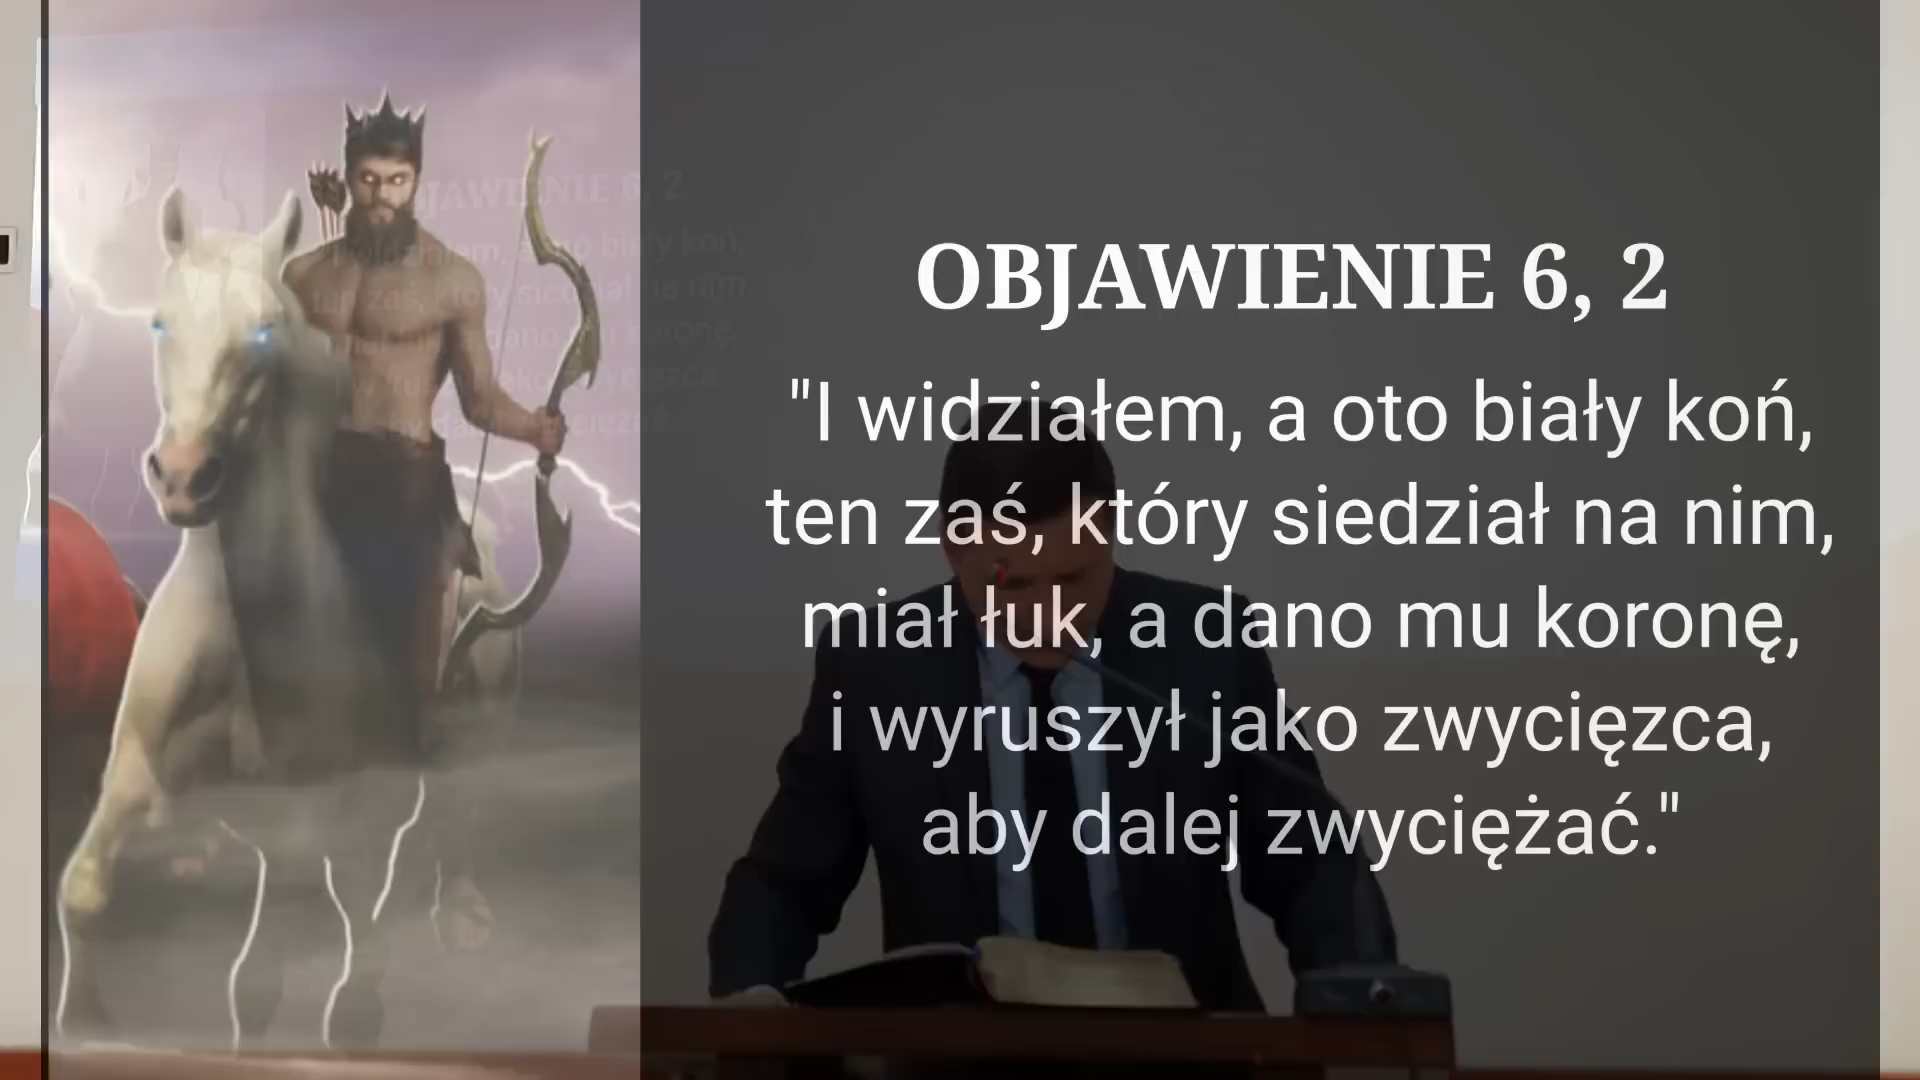 OBJAWIENIE 6, 2
"I widziałem, a oto biały koń,
ten zaś, który siedział na nim,
miał łuk, a dano mu koronę,
i wyruszył jako zwycięzca,
aby dalej zwyciężać."